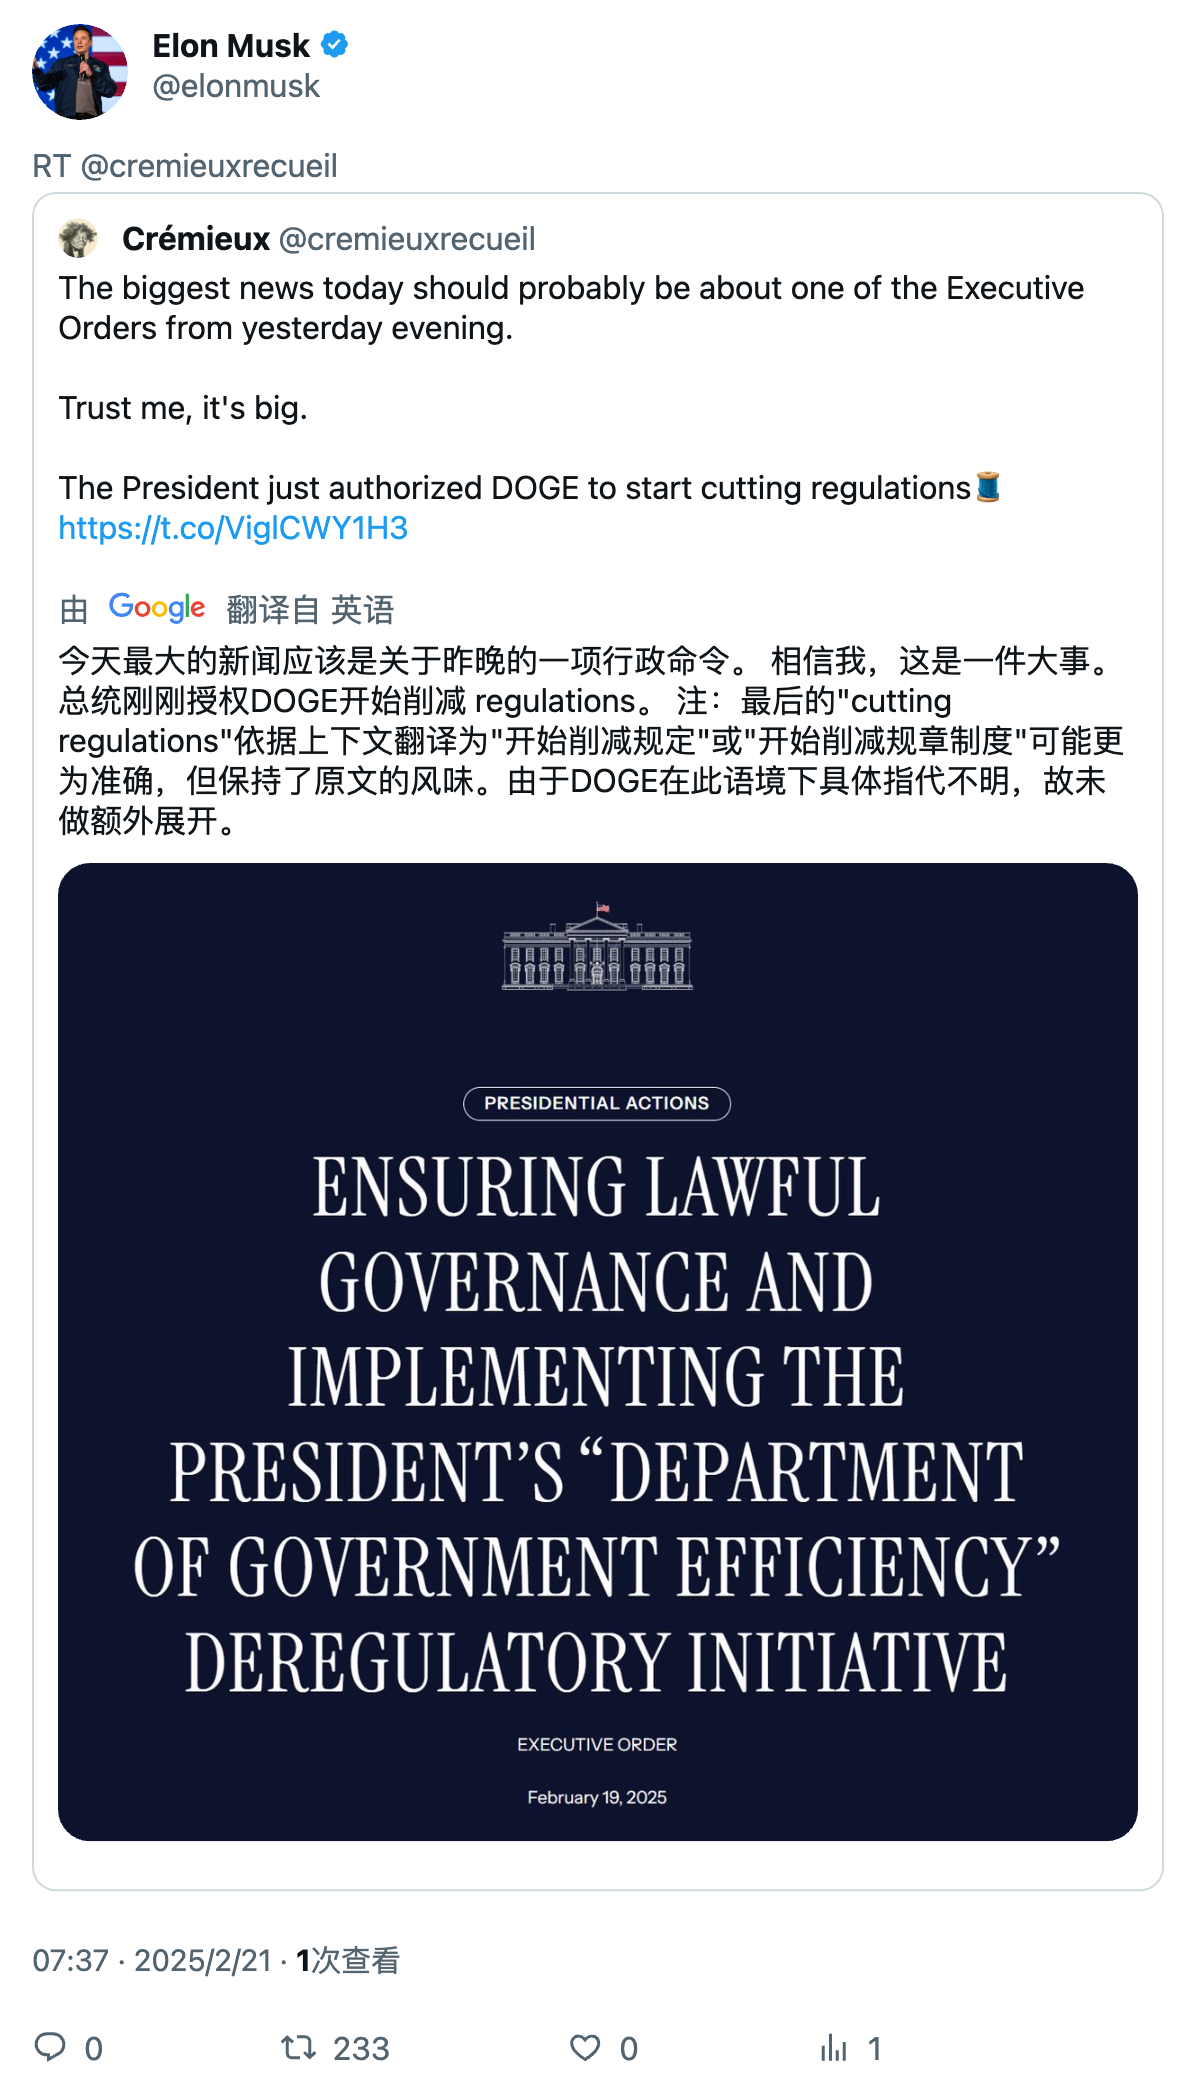 Elon Musk
@elonmusk
RT @cremieuxrecueil
Crémieux @cremieuxrecueil
The biggest news today should probably be about one of the Executive
Orders from yesterday evening.
Trust me, it's big.
The President just authorized DOGE to start cutting regulations🧵
https://t.co/ViglCWY1H3
由 Google 翻译自 英语
今天最大的新闻应该是关于昨晚的一项行政命令。 相信我，这是一件大事。
总统刚刚授权DOGE开始削减 regulations。 注：最后的"cutting
regulations"依据上下文翻译为"开始削减规定"或"开始削减规章制度"可能更
为准确，但保持了原文的风味。由于DOGE在此语境下具体指代不明，故未
做额外展开。
PRESIDENTIAL ACTIONS
ENSURING LAWFUL
GOVERNANCE AND
IMPLEMENTING THE
PRESIDENT’S “DEPARTMENT
OF GOVERNMENT EFFICIENCY”
DEREGULATORY INITIATIVE
EXECUTIVE ORDER
February 19, 2025
07:37 · 2025/2/21 · 1次查看
0 233 0 1